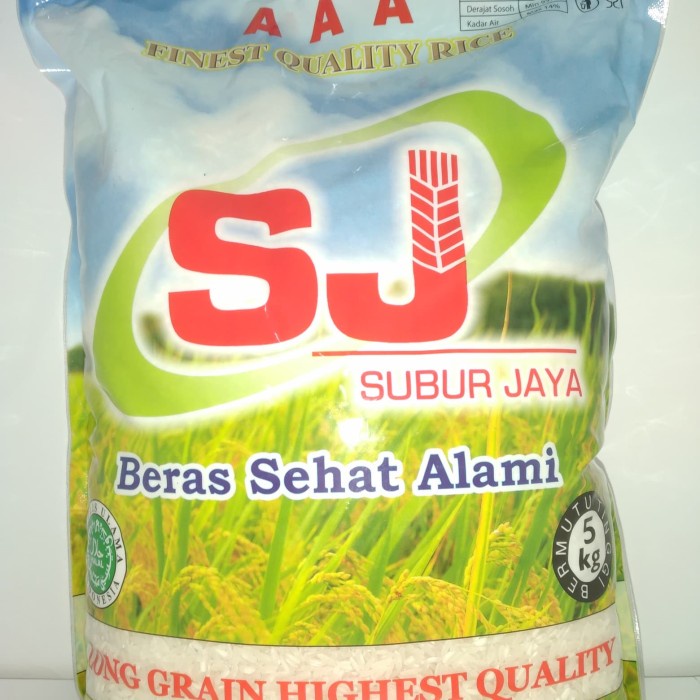 AAA
FINEST QUALITY RICE
Derajat Sosoh
Kadar Air
SJ
SUBUR JAYA
Beras Sehat Alami
5
kg
BERMUTU TINGGI
LONG GRAIN HIGHEST QUALITY